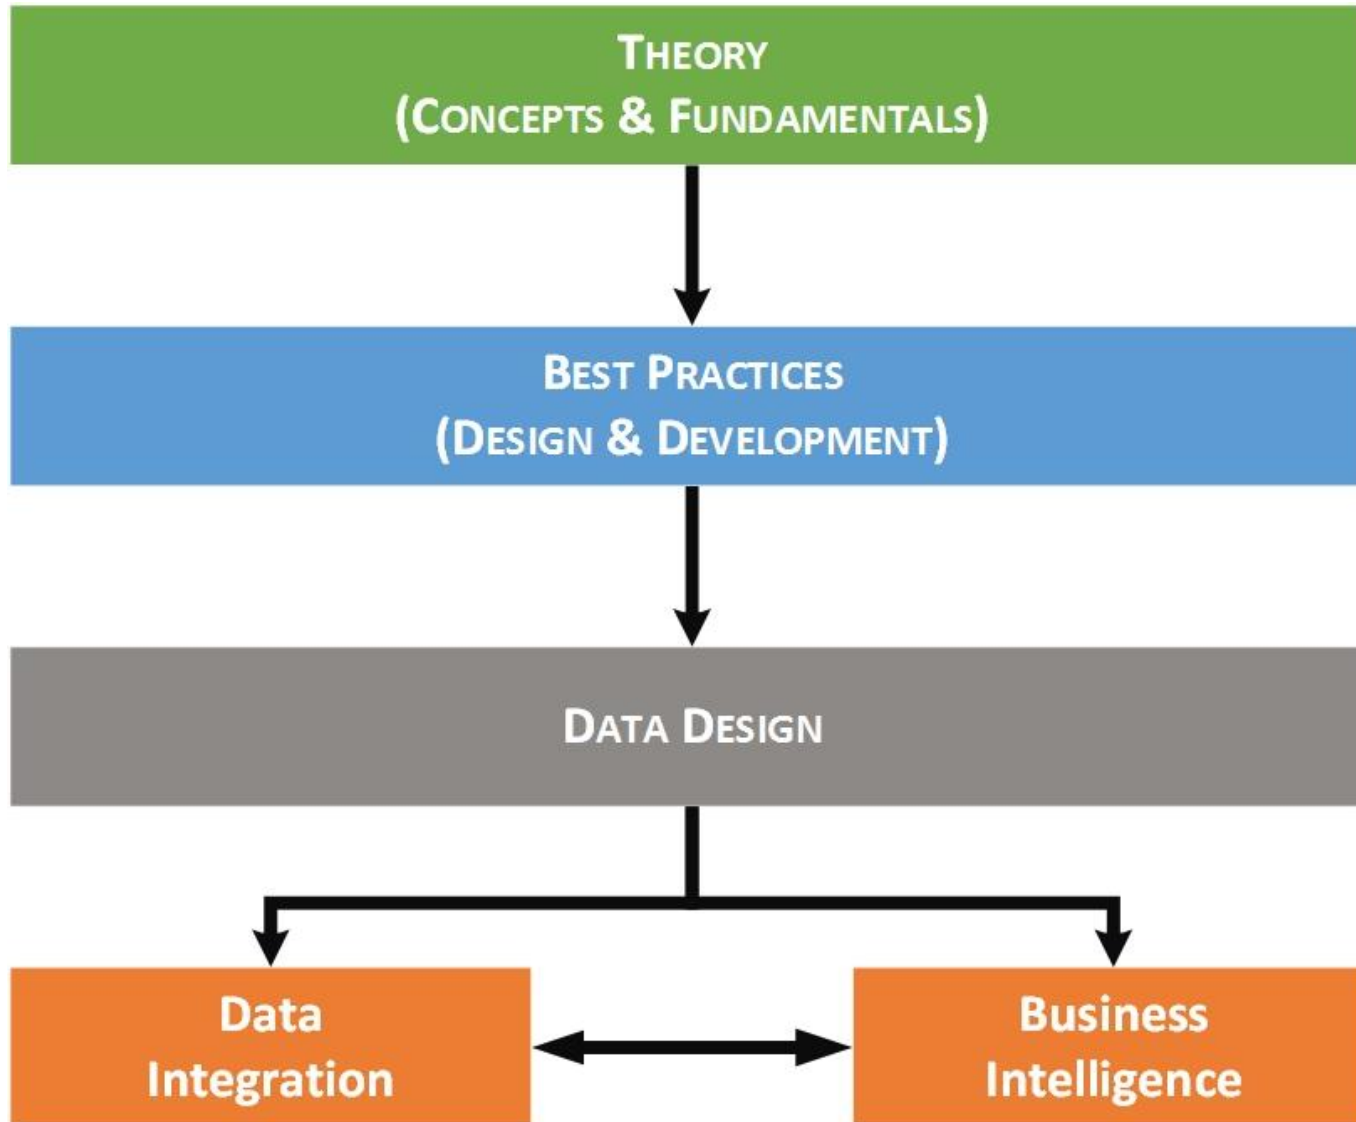 THEORY
(CONCEPTS & FUNDAMENTALS)
BEST PRACTICES
(DESIGN & DEVELOPMENT)
DATA DESIGN
Data
Integration
Business
Intelligence